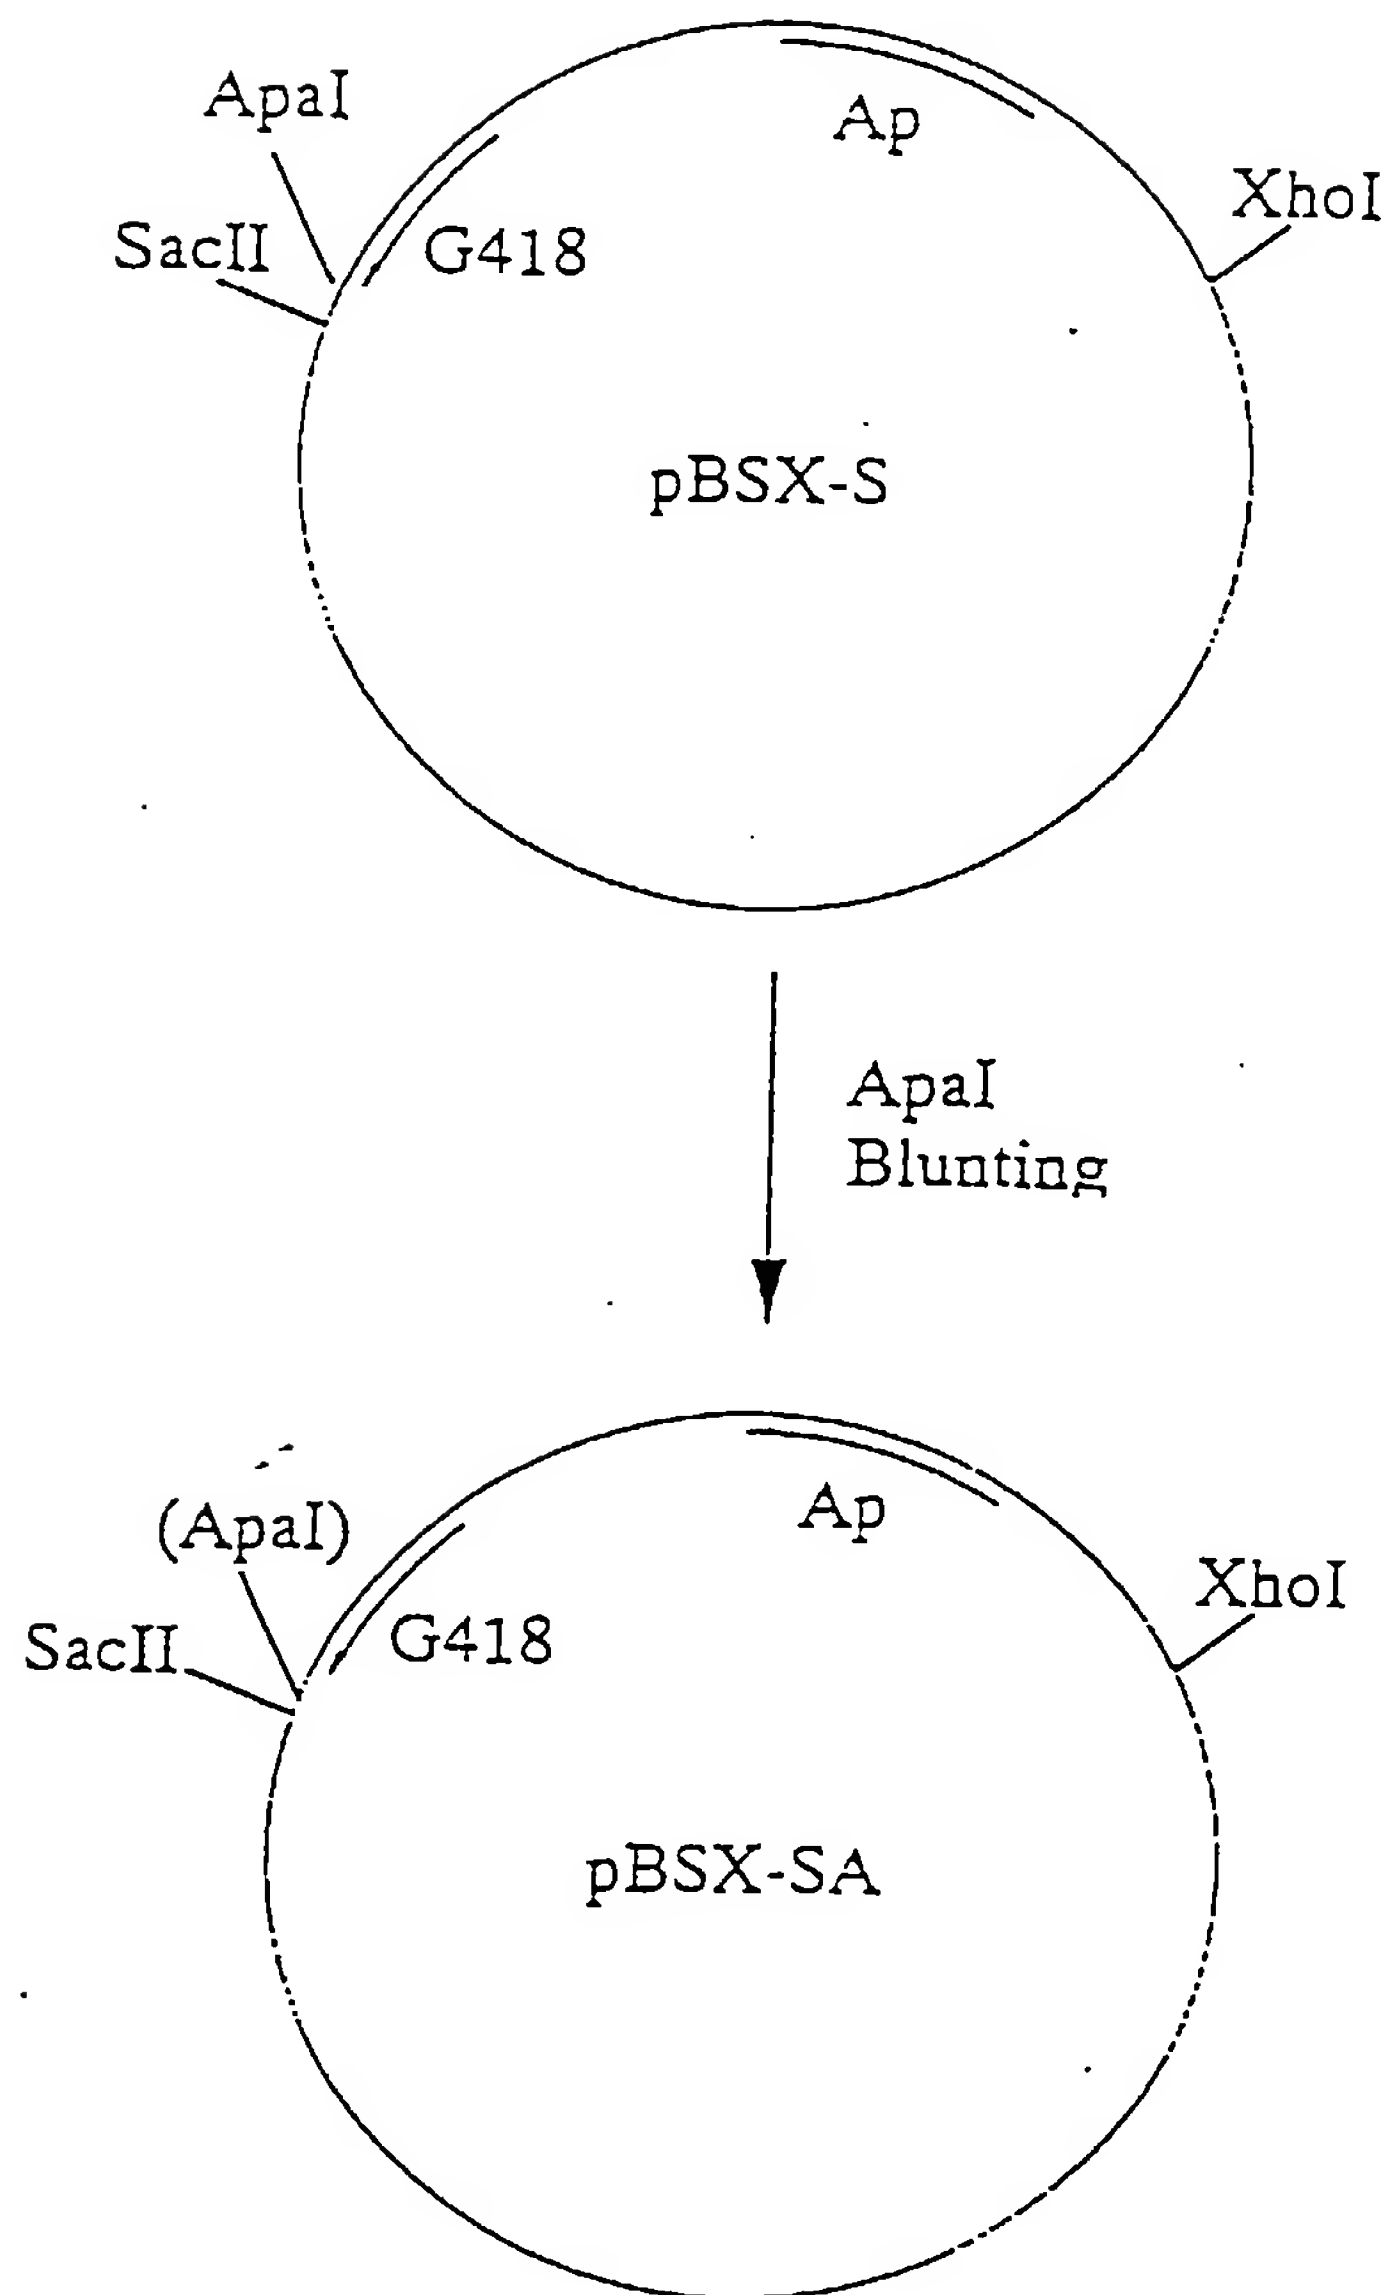 ApaI
Ap
XhoI
SacII
G418
pBSX-S
ApaI
Blunting
(ApaI)
Ap
XhoI
SacII
G418
pBSX-SA